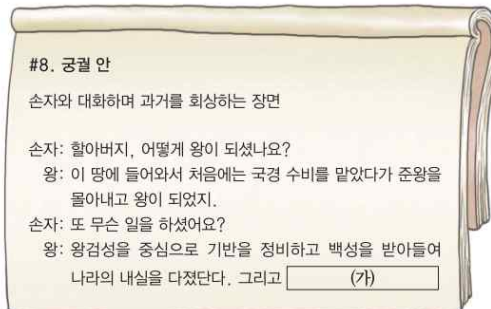 #8. 궁궐 안
손자와 대화하며 과거를 회상하는 장면
손자: 할아버지, 어떻게 왕이 되셨나요?
왕: 이 땅에 들어와서 처음에는 국경 수비를 맡았다가 준왕을
몰아내고 왕이 되었지.
손자: 또 무슨 일을 하셨어요?
왕: 왕검성을 중심으로 기반을 정비하고 백성을 받아들여
나라의 내실을 다졌단다. 그리고 (가)